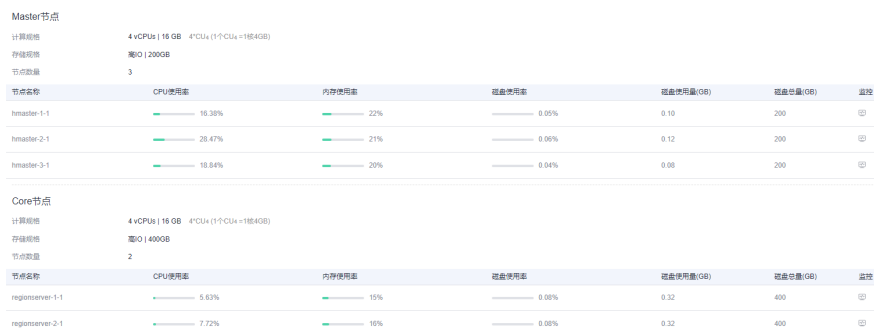 Master节点
计算规格 4 vCPUs | 16 GB 4*CU₄ (1个CU₄ =1核4GB)
存储规格 高IO | 200GB
节点数量 3
节点名称 CPU使用率 内存使用率 磁盘使用率 磁盘使用量(GB) 磁盘总量(GB) 监控
hmaster-1-1 16.38% 22% 0.05% 0.10 200
hmaster-2-1 28.47% 21% 0.06% 0.12 200
hmaster-3-1 18.84% 20% 0.04% 0.08 200
Core节点
计算规格 4 vCPUs | 16 GB 4*CU₄ (1个CU₄ =1核4GB)
存储规格 高IO | 400GB
节点数量 2
节点名称 CPU使用率 内存使用率 磁盘使用率 磁盘使用量(GB) 磁盘总量(GB) 监控
regionserver-1-1 5.63% 15% 0.08% 0.32 400
regionserver-2-1 7.72% 16% 0.08% 0.32 400